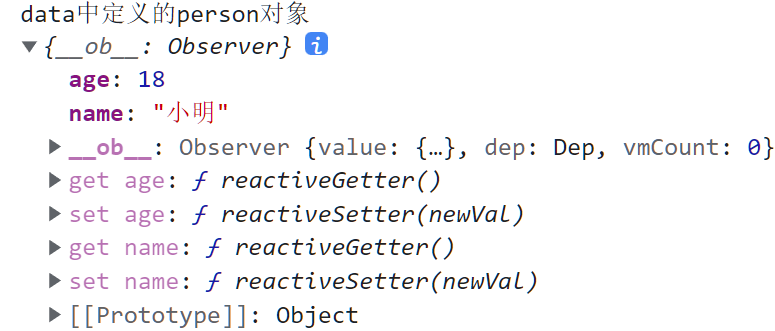 data中定义的person对象
▼{__ob__: Observer} i
age: 18
name: "小明"
▶__ob__: Observer {value: {…}, dep: Dep, vmCount: 0}
▶get age: ƒ reactiveGetter()
▶set age: ƒ reactiveSetter(newVal)
▶get name: ƒ reactiveGetter()
▶set name: ƒ reactiveSetter(newVal)
▶[[Prototype]]: Object